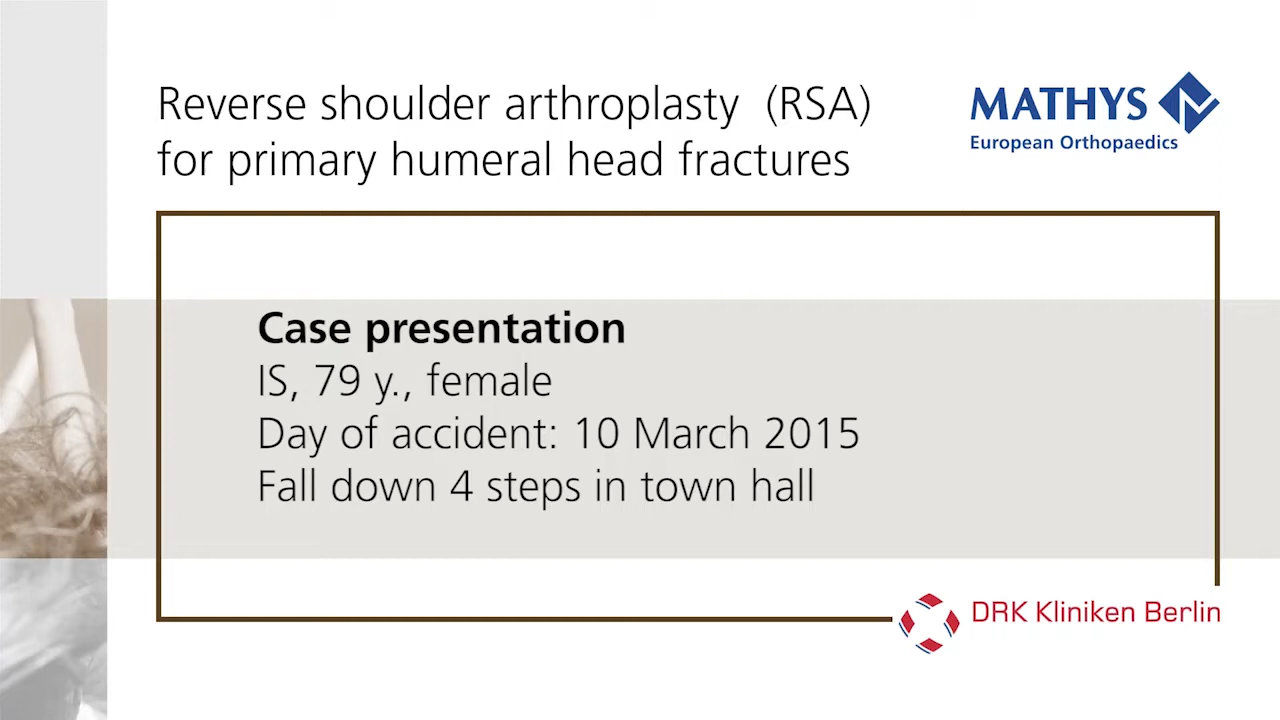 Reverse shoulder arthroplasty (RSA)
for primary humeral head fractures
MATHYS
European Orthopaedics
Case presentation
IS, 79 y., female
Day of accident: 10 March 2015
Fall down 4 steps in town hall
DRK Kliniken Berlin